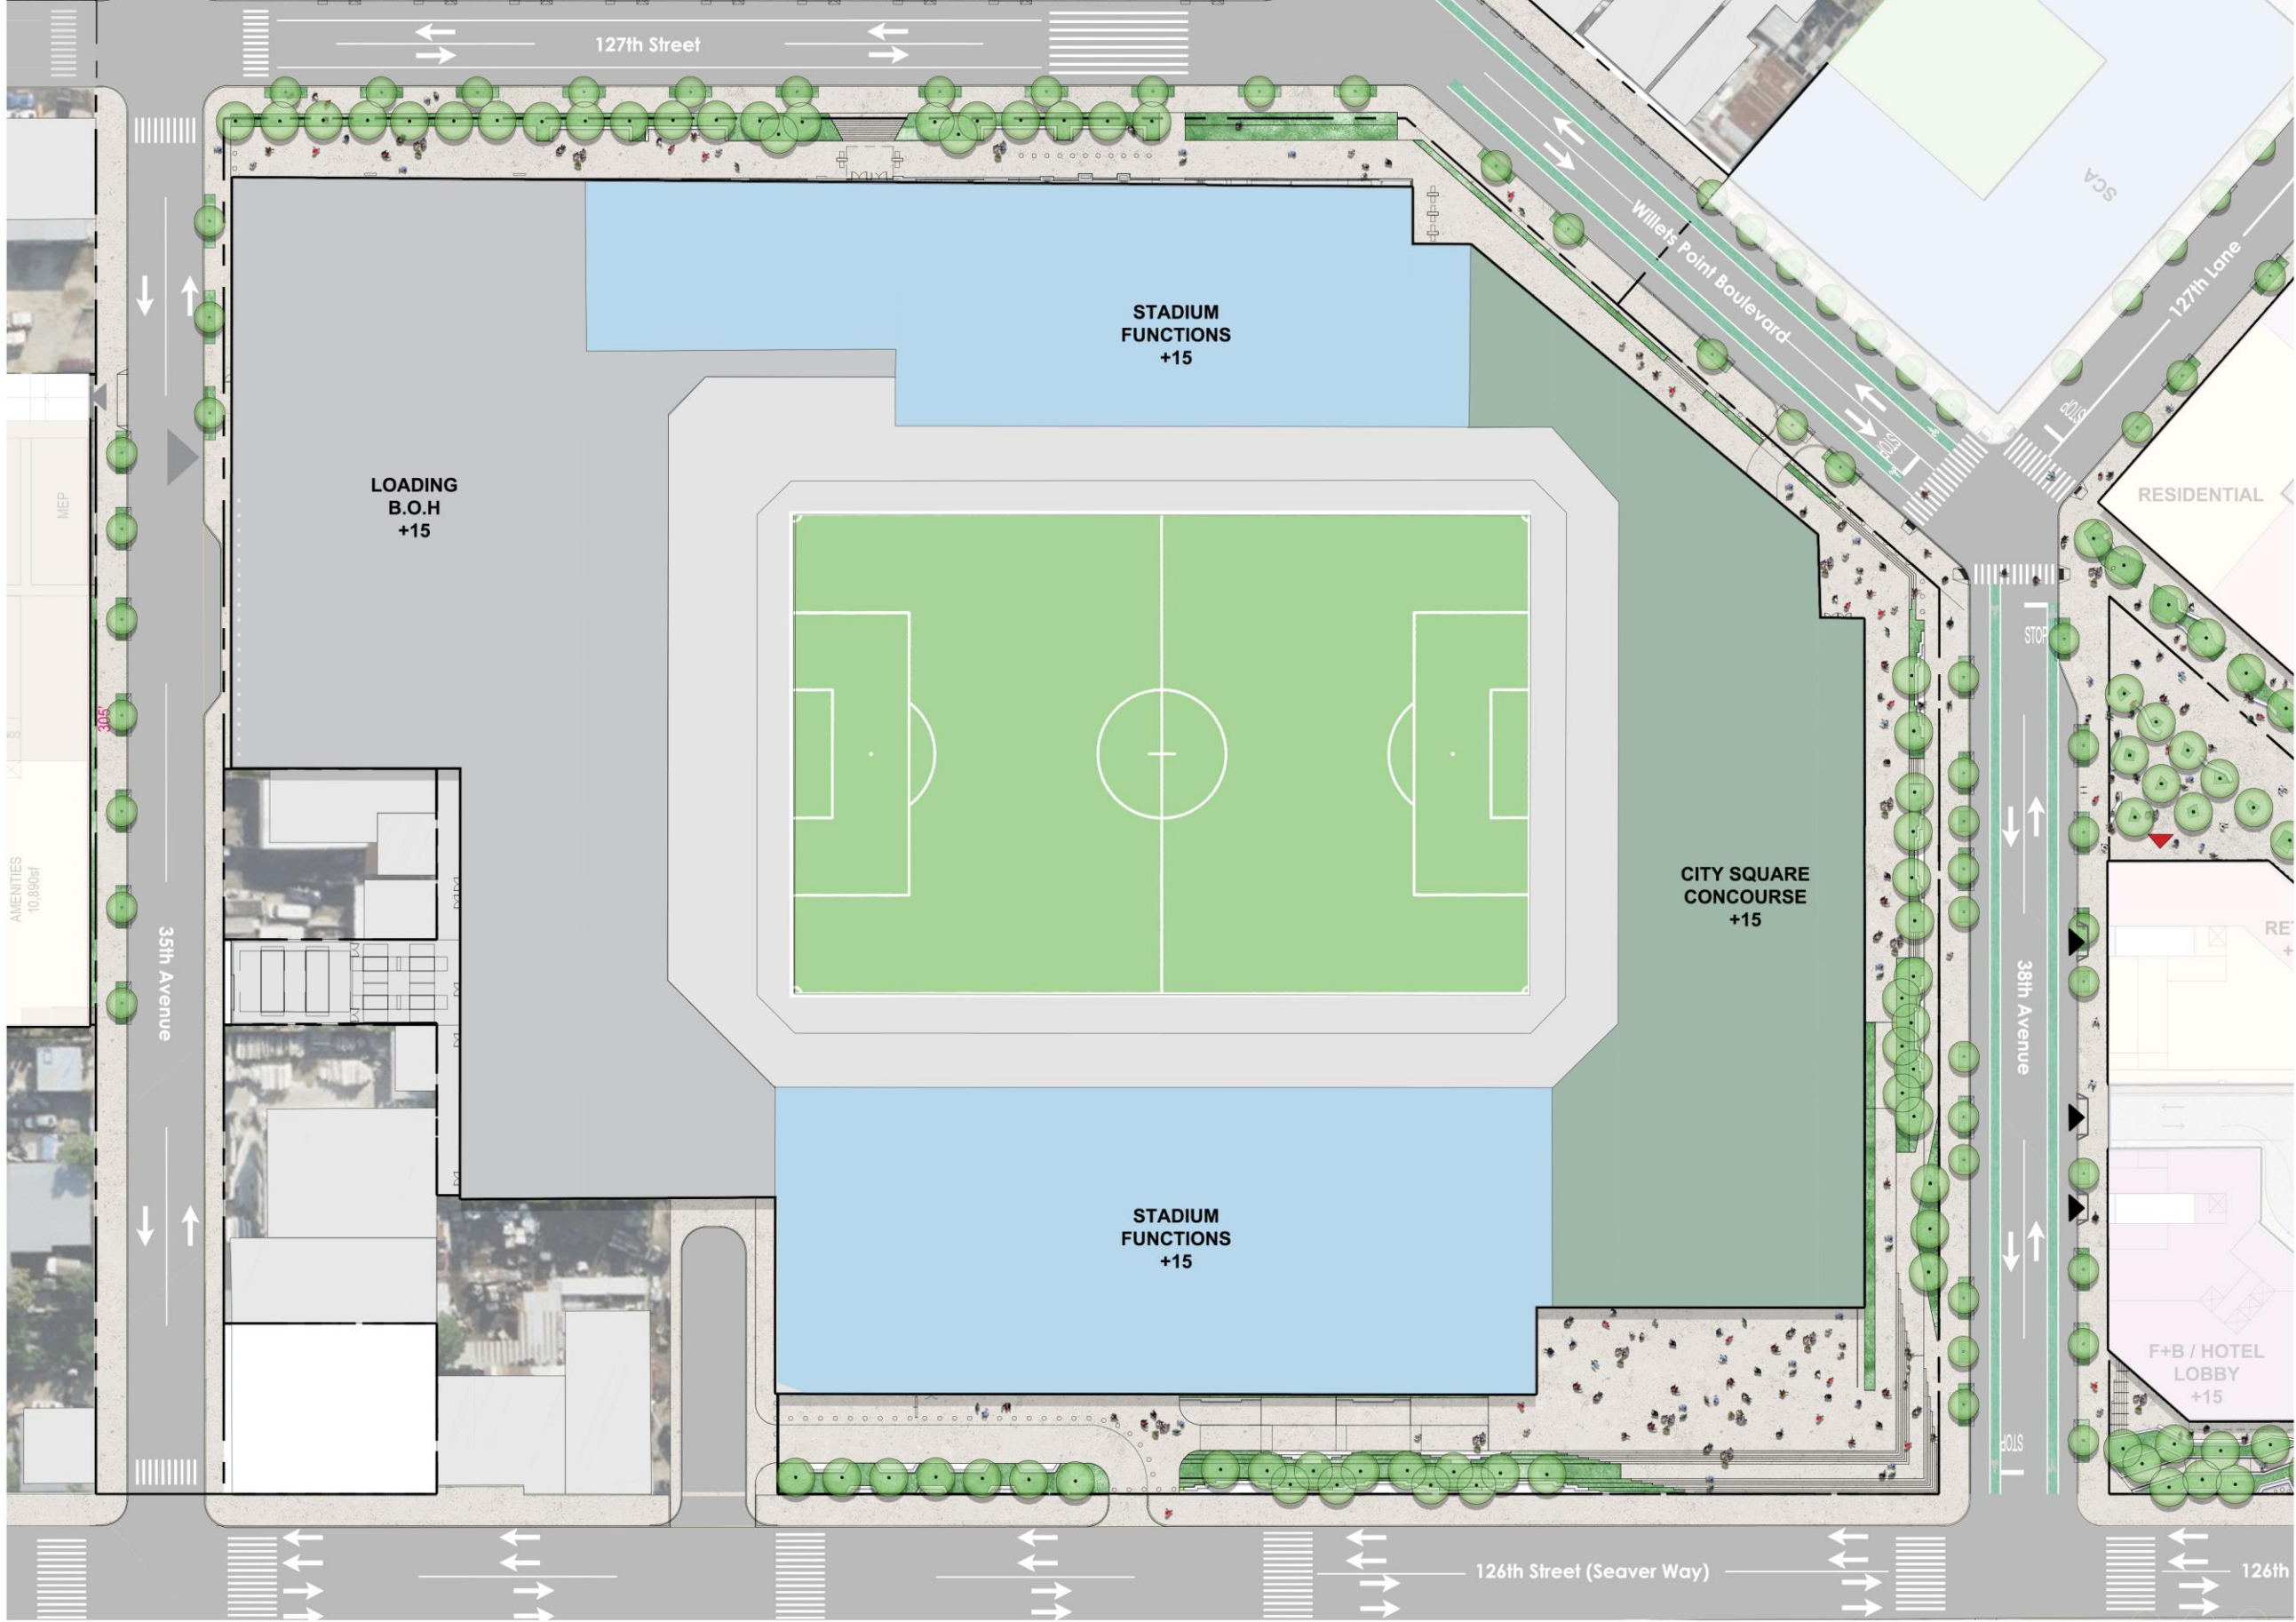 127th Street
SCA
Willets Point Boulevard
127th Lane
STADIUM
FUNCTIONS
+15
STOP
STOP
LOADING
B.O.H
+15
MEP
RESIDENTIAL
STOP
305'
AMENITIES
10,890sf
35th Avenue
CITY SQUARE
CONCOURSE
+15
38th Avenue
STADIUM
FUNCTIONS
+15
F+B / HOTEL
LOBBY
+15
STOP
126th Street (Seaver Way)
126th